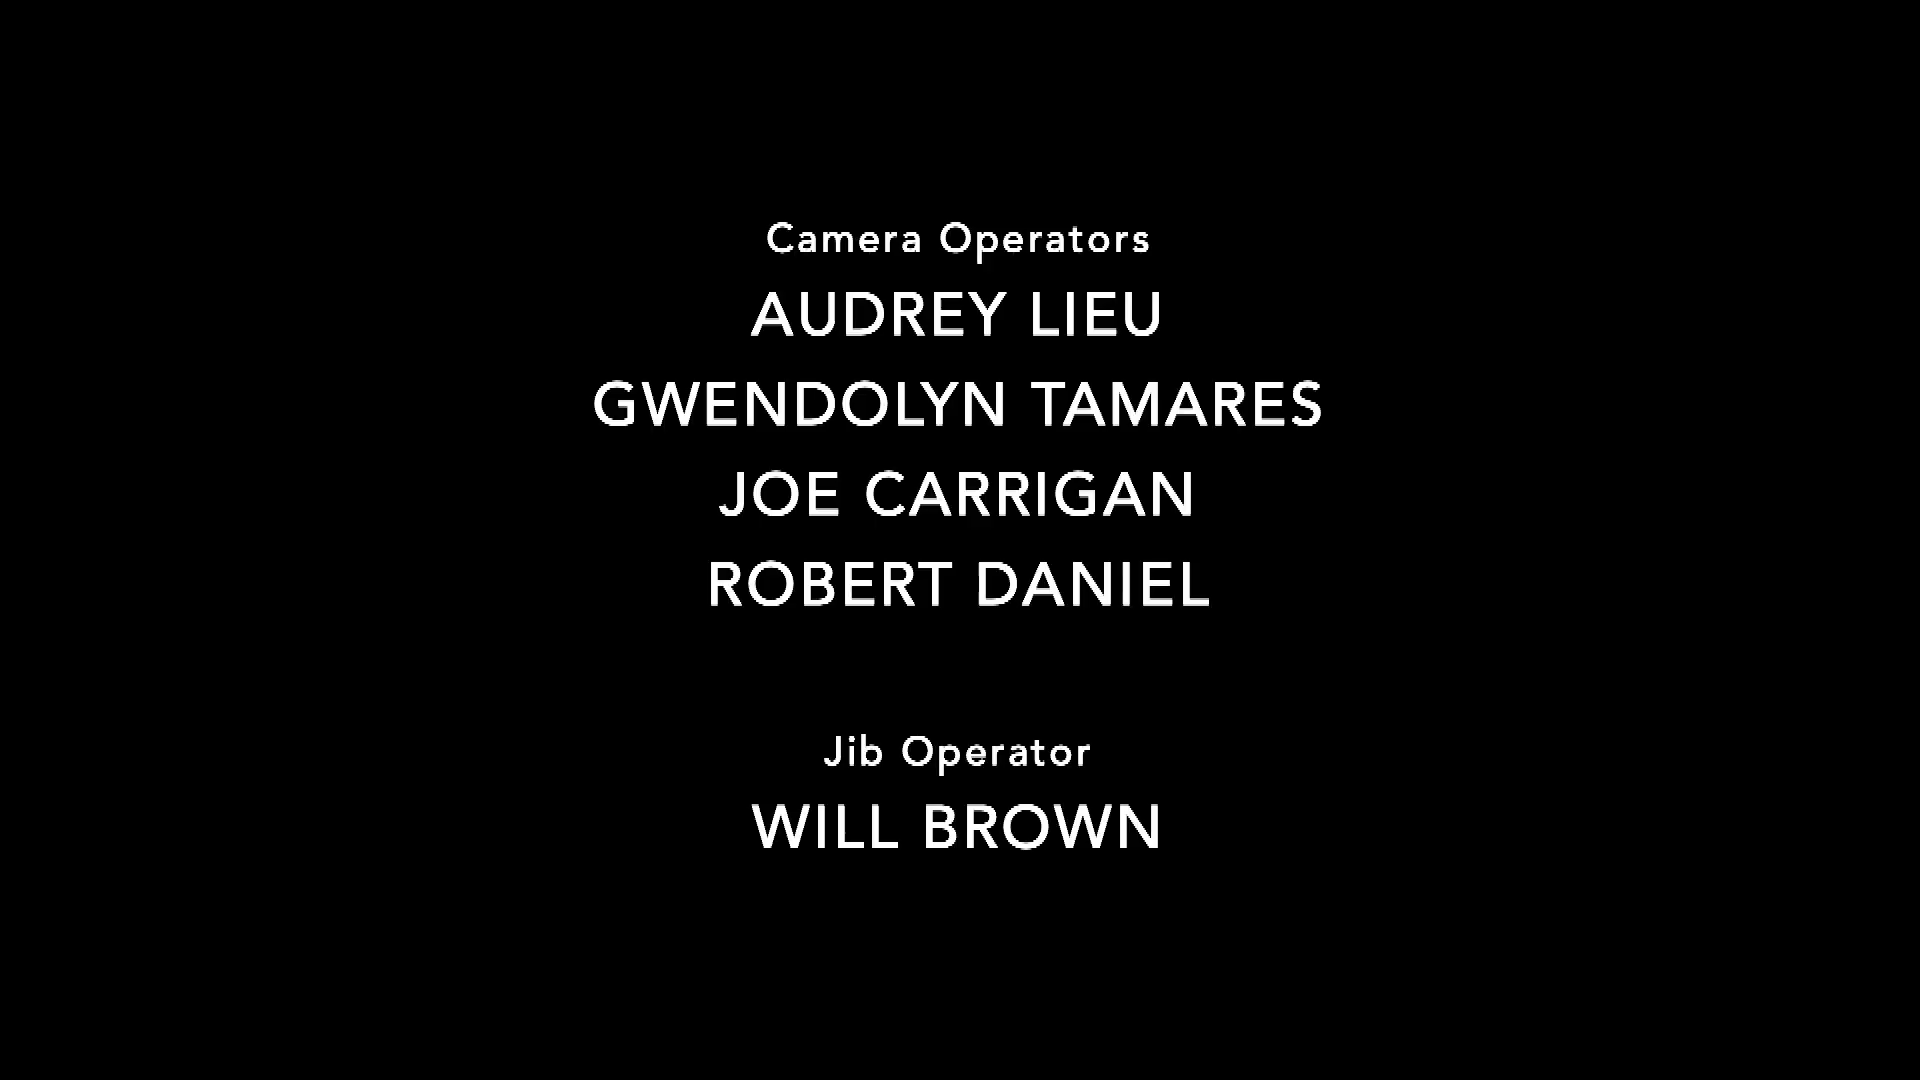 Camera Operators
AUDREY LIEU
GWENDOLYN TAMARES
JOE CARRIGAN
ROBERT DANIEL
Jib Operator
WILL BROWN